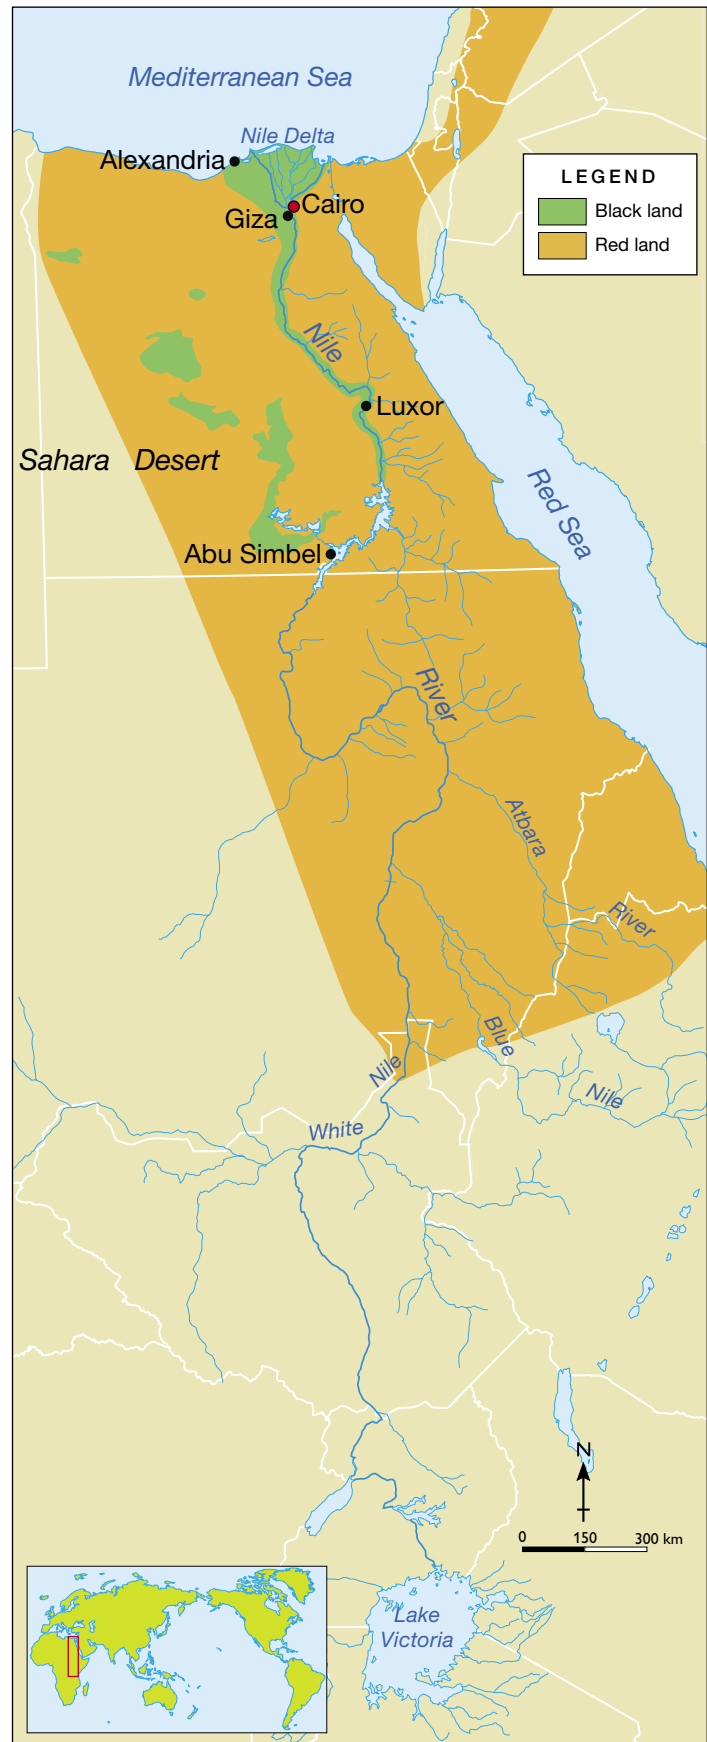 Mediterranean Sea
Nile Delta
Alexandria
Cairo
Giza
LEGEND
Black land
Red land
Nile
Luxor
Sahara Desert
Red Sea
Abu Simbel
River
Atbara
River
Blue
Nile
Nile
White
N
0 150 300 km
Lake
Victoria